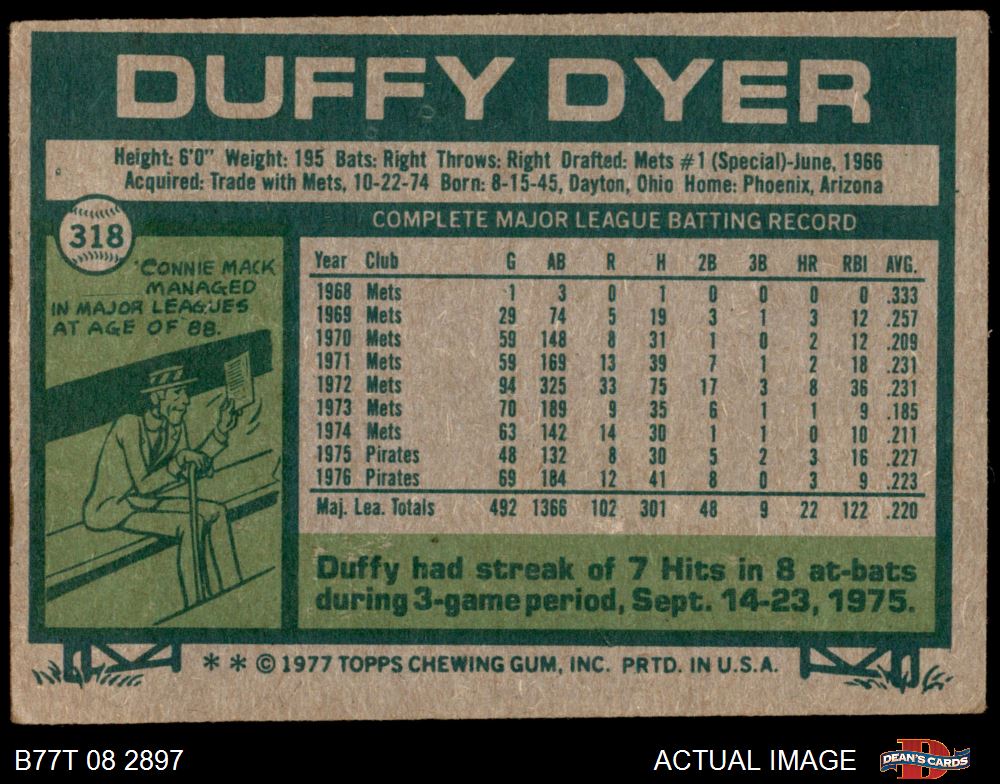 DUFFY DYER
Height: 6'0" Weight: 195 Bats: Right Throws: Right Drafted: Mets #1 (Special)-June, 1966
Acquired: Trade with Mets, 10-22-74 Born: 8-15-45, Dayton, Ohio Home: Phoenix, Arizona
318
CONNIE MACK
MANAGED
IN MAJOR LEAGUES
AT AGE OF 88.
COMPLETE MAJOR LEAGUE BATTING RECORD
Year Club G AB R H 2B 3B HR RBI AVG.
1968 Mets 1 3 0 1 0 0 0 0 .333
1969 Mets 29 74 5 19 3 1 3 12 .257
1970 Mets 59 148 8 31 1 0 2 12 .209
1971 Mets 59 169 13 39 7 1 2 18 .231
1972 Mets 94 325 33 75 17 3 8 36 .231
1973 Mets 70 189 9 35 6 1 1 9 .185
1974 Mets 63 142 14 30 1 1 0 10 .211
1975 Pirates 48 132 8 30 5 2 3 16 .227
1976 Pirates 69 184 12 41 8 0 3 9 .223
Maj. Lea. Totals 492 1366 102 301 48 9 22 122 .220
Duffy had streak of 7 Hits in 8 at-bats
during 3-game period, Sept. 14-23, 1975.
* * © 1977 TOPPS CHEWING GUM, INC. PRTD. IN U.S.A.
B77T 08 2897
ACTUAL IMAGE
DEAN'S CARDS